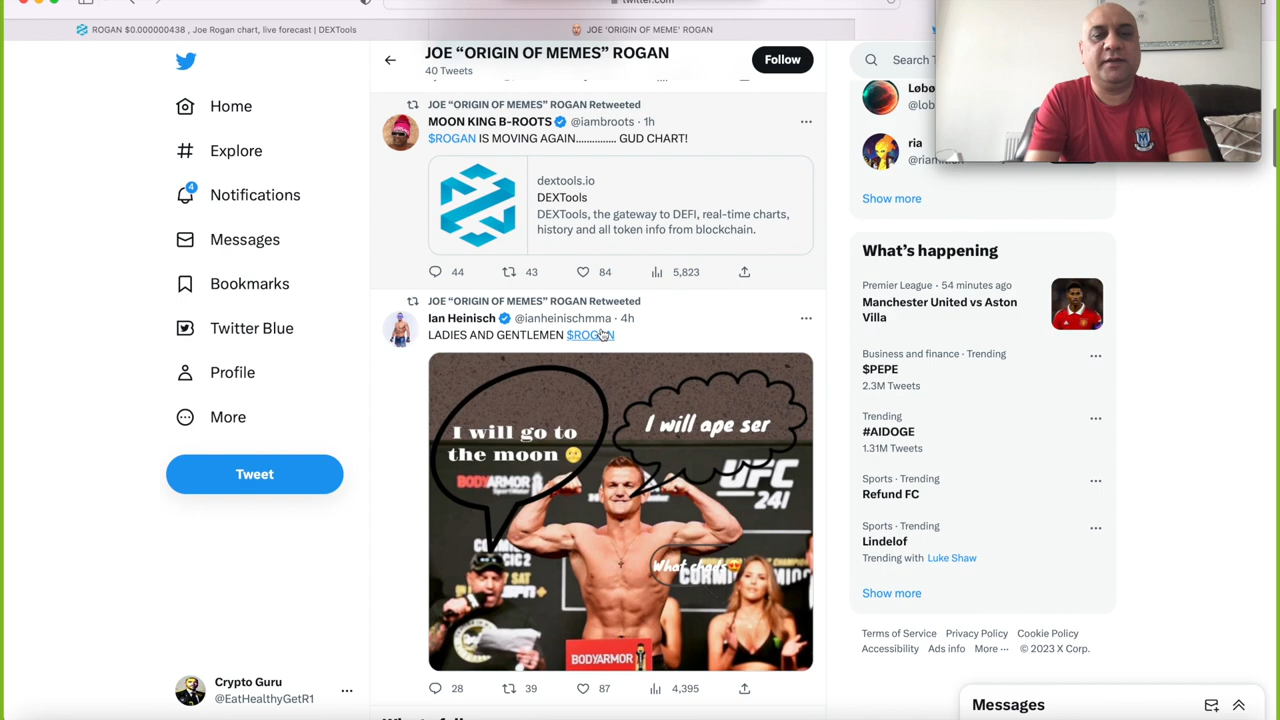 twitter.com
ROGAN $0.000000438 , Joe Rogan chart, live forecast | DEXTools
JOE 'ORIGIN OF MEME' ROGAN
Home
Explore
4
Notifications
Messages
Bookmarks
Twitter Blue
Profile
More
Tweet
Crypto Guru
@EatHealthyGetR1
JOE “ORIGIN OF MEMES” ROGAN
40 Tweets
Follow
JOE “ORIGIN OF MEMES” ROGAN Retweeted
MOON KING B-ROOTS @iambroots · 1h
$ROGAN IS MOVING AGAIN............... GUD CHART!
dextools.io
DEXTools
DEXTools, the gateway to DEFI, real-time charts,
history and all token info from blockchain.
44 43 84 5,823
JOE “ORIGIN OF MEMES” ROGAN Retweeted
Ian Heinisch @ianheinischmma · 4h
LADIES AND GENTLEMEN $ROGAN
I will go to
the moon
I will ape ser
BODYARMOR
UFC
241
BODYARMOR
28 39 87 4,395
Search
ria
Show more
What’s happening
Premier League · 54 minutes ago
Manchester United vs Aston
Villa
Business and finance · Trending
$PEPE
2.3M Tweets
Trending
#AIDOGE
1.31M Tweets
Sports · Trending
Refund FC
Sports · Trending
Lindelof
Trending with Luke Shaw
Show more
Terms of Service Privacy Policy Cookie Policy
Accessibility Ads info More ··· © 2023 X Corp.
Messages